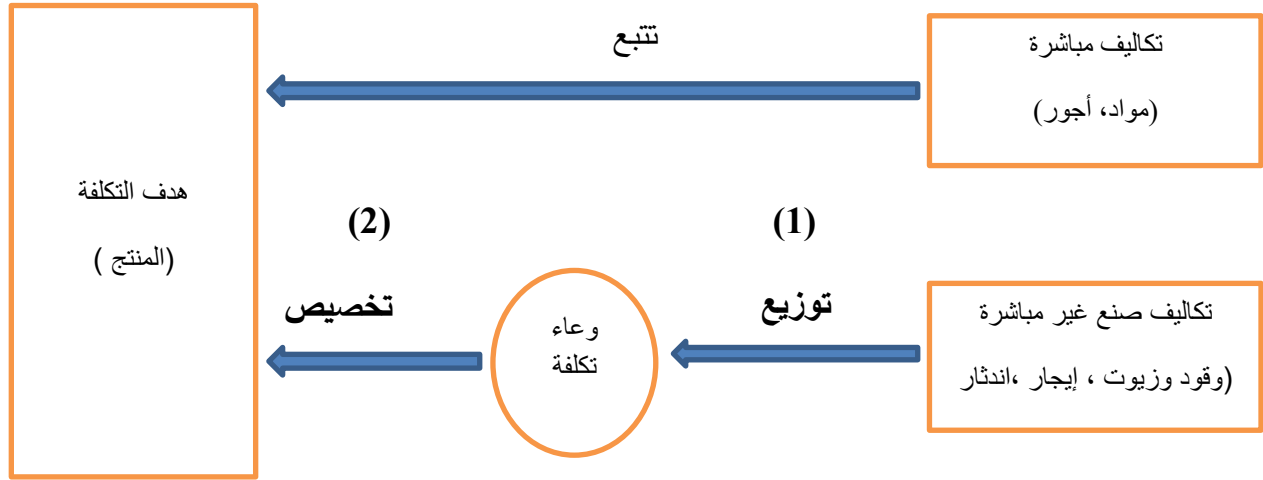 تكاليف مباشرة
(مواد، أجور)
تتبع
هدف التكلفة
(المنتج )
(1)
(2)
تكاليف صنع غير مباشرة
(وقود وزيوت ، إيجار ،اندثار
توزيع
وعاء
تكلفة
تخصيص